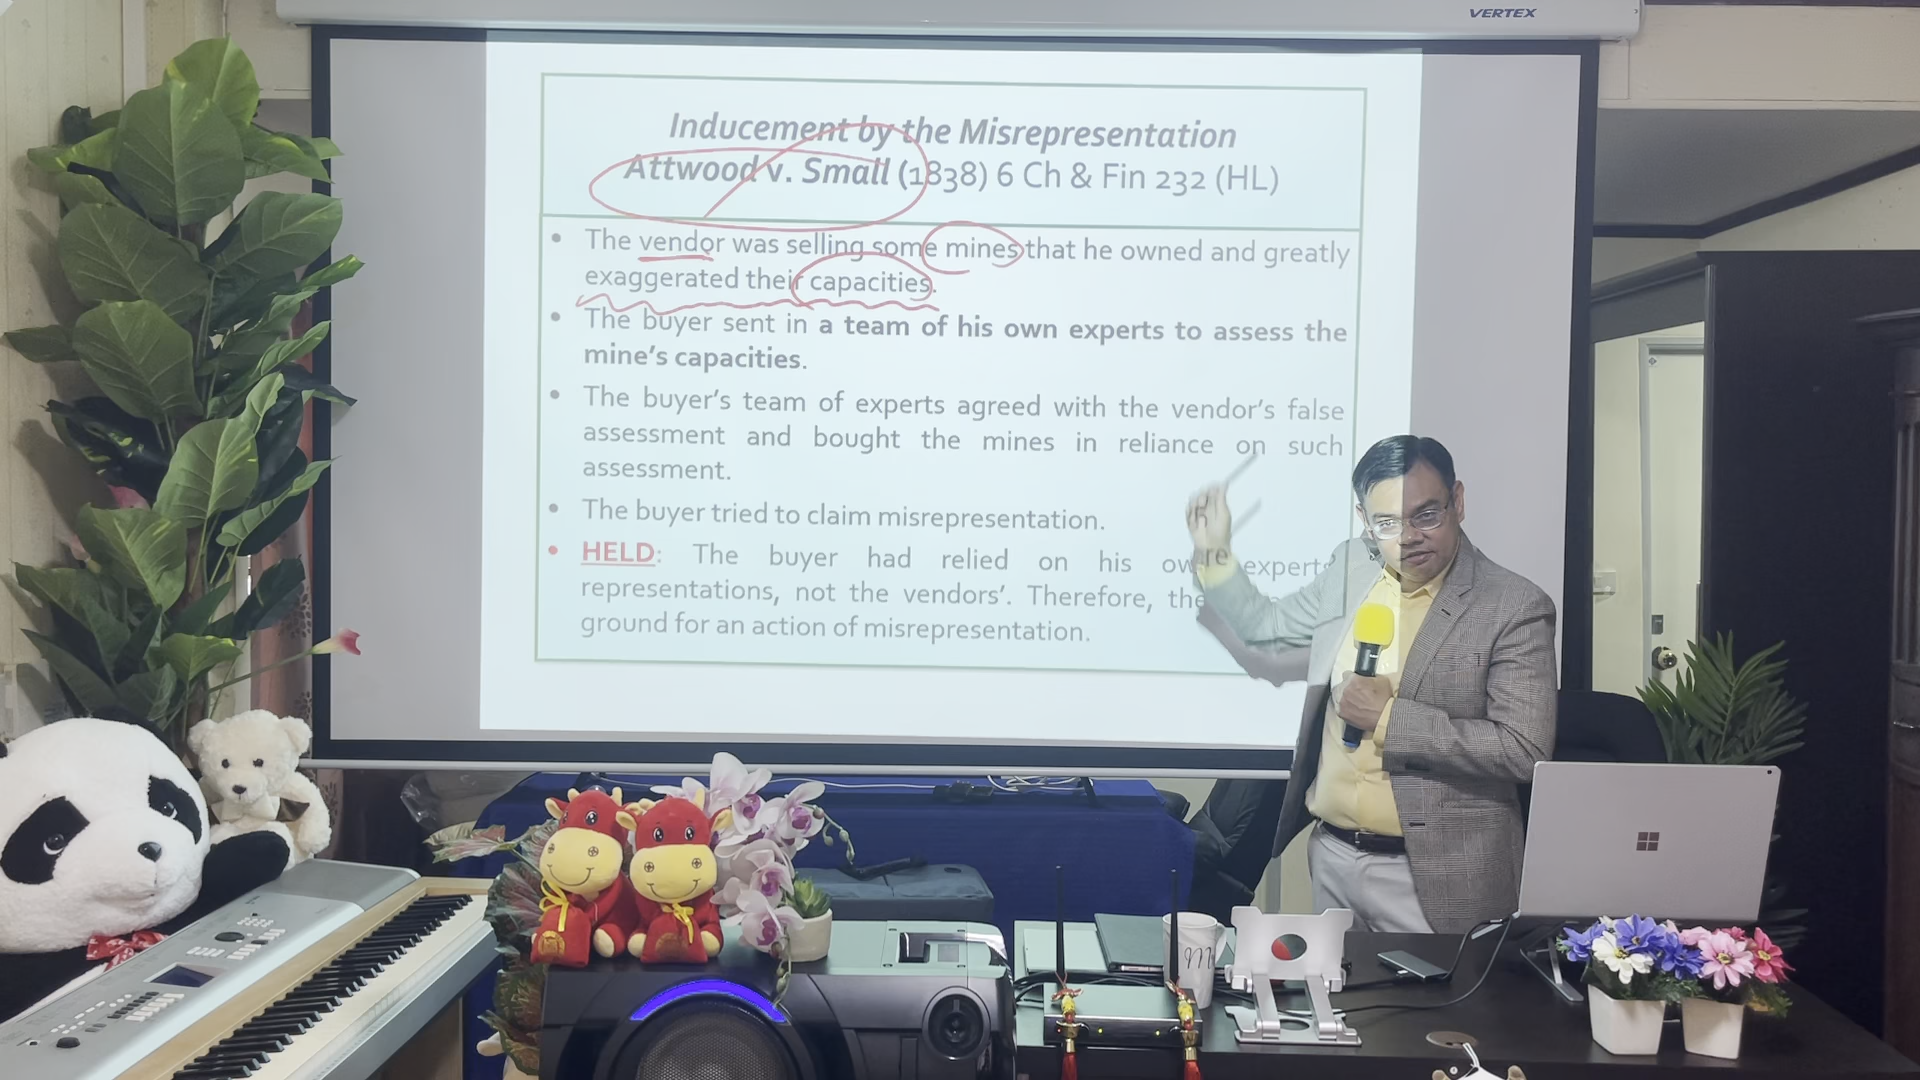 VERTEX
Inducement by the Misrepresentation
Attwood v. Small (1838) 6 Ch & Fin 232 (HL)
• The vendor was selling some mines that he owned and greatly
exaggerated their capacities.
• The buyer sent in a team of his own experts to assess the
mine's capacities.
• The buyer's team of experts agreed with the vendor's false
assessment and bought the mines in reliance on such
assessment.
• The buyer tried to claim misrepresentation.
• HELD: The buyer had relied on his experts
representations, not the vendors'. Therefore,
ground for an action of misrepresentation.
m